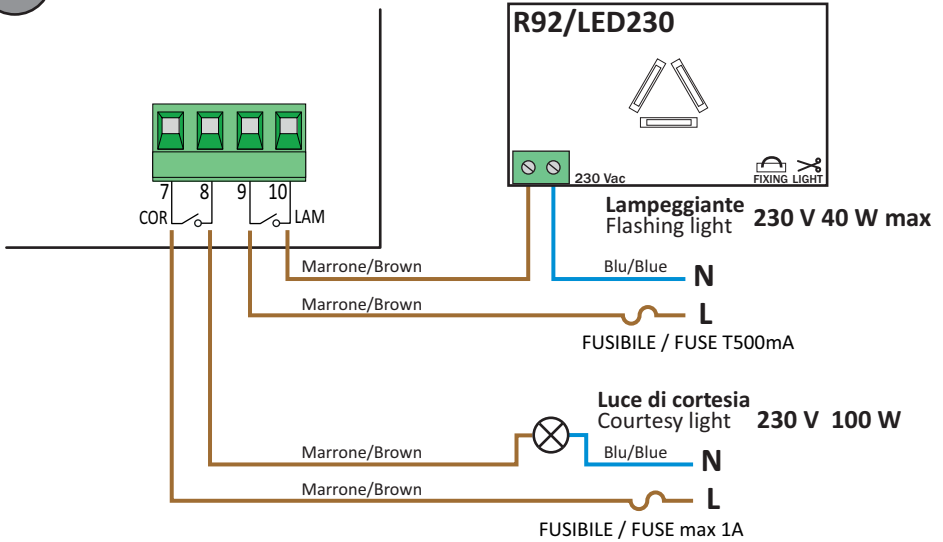 R92/LED230
230 Vac
FIXING LIGHT
7 8 9 10
COR LAM
Lampeggiante
Flashing light
230 V 40 W max
Marrone/Brown
Blu/Blue
N
Marrone/Brown
L
FUSIBILE / FUSE T500mA
Luce di cortesia
Courtesy light
230 V 100 W
Marrone/Brown
Blu/Blue
N
Marrone/Brown
L
FUSIBILE / FUSE max 1A